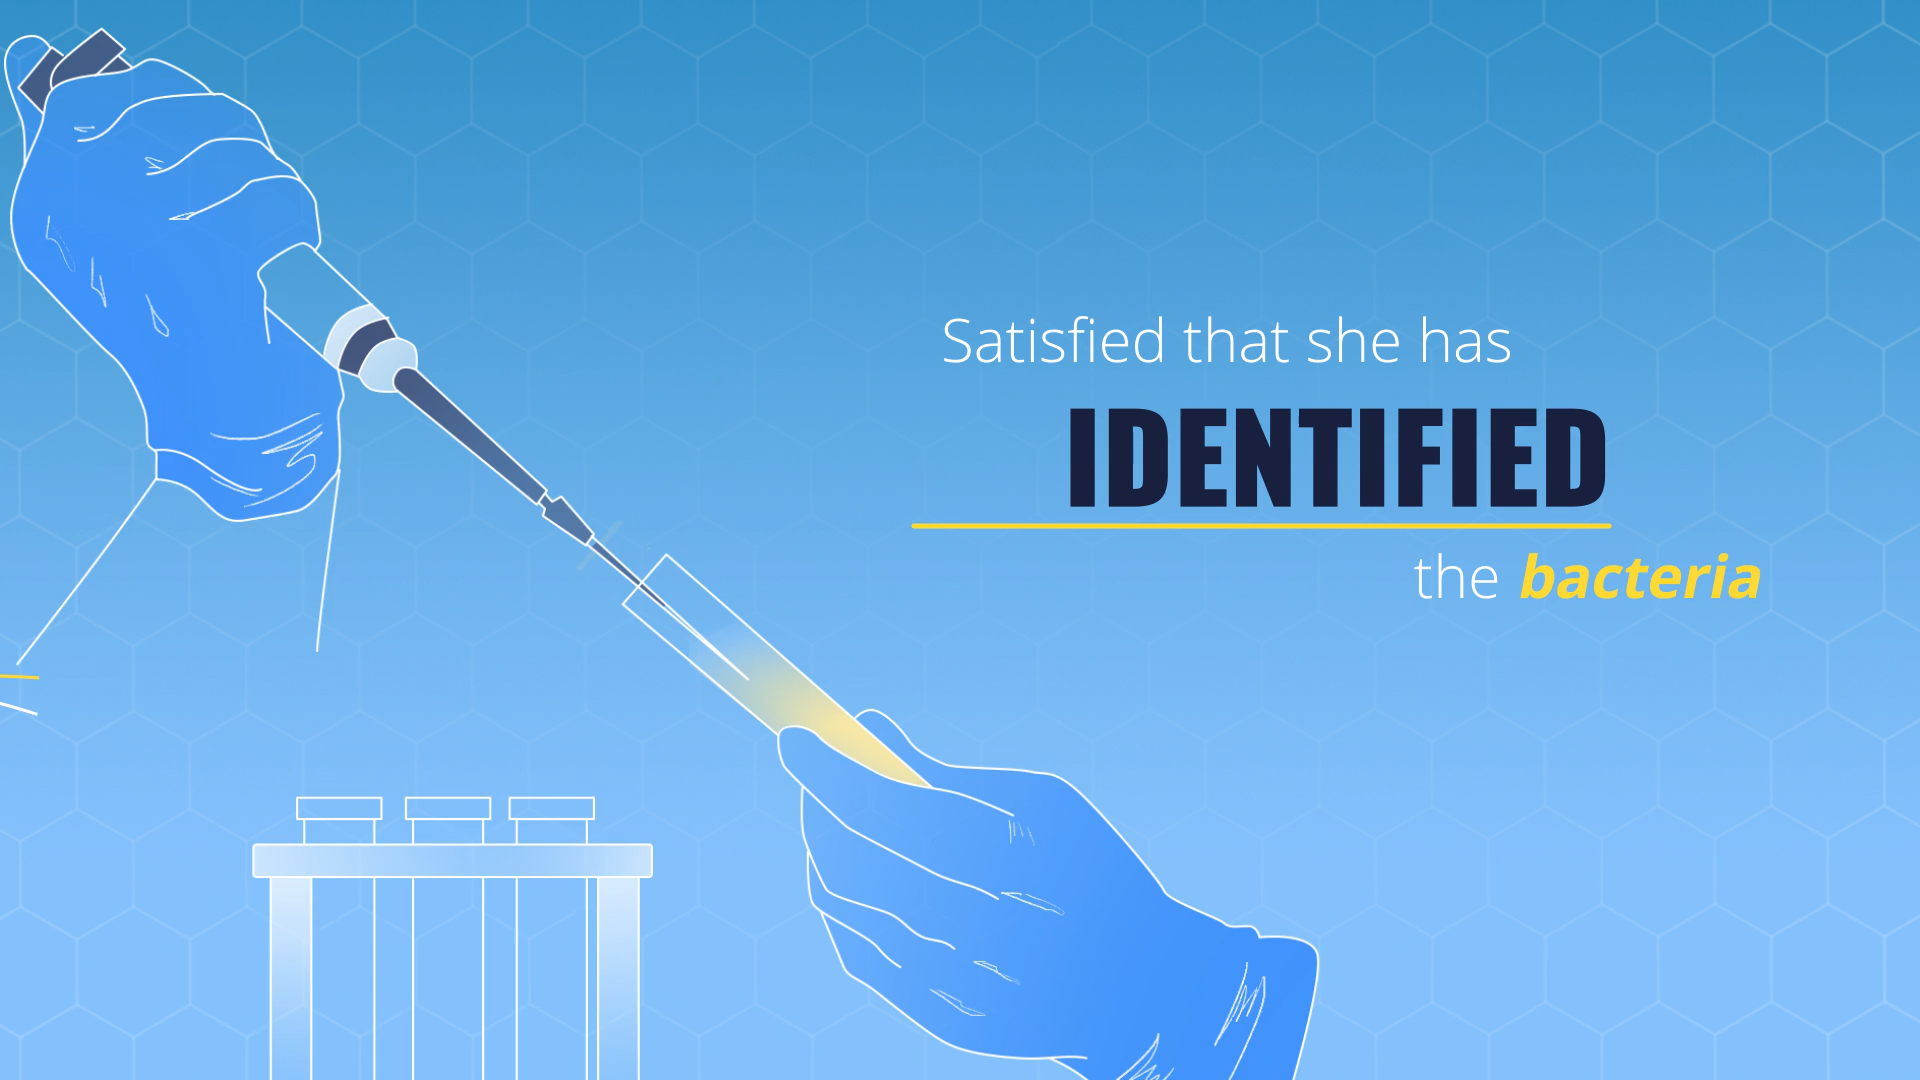 Satisfied that she has
IDENTIFIED
the bacteria